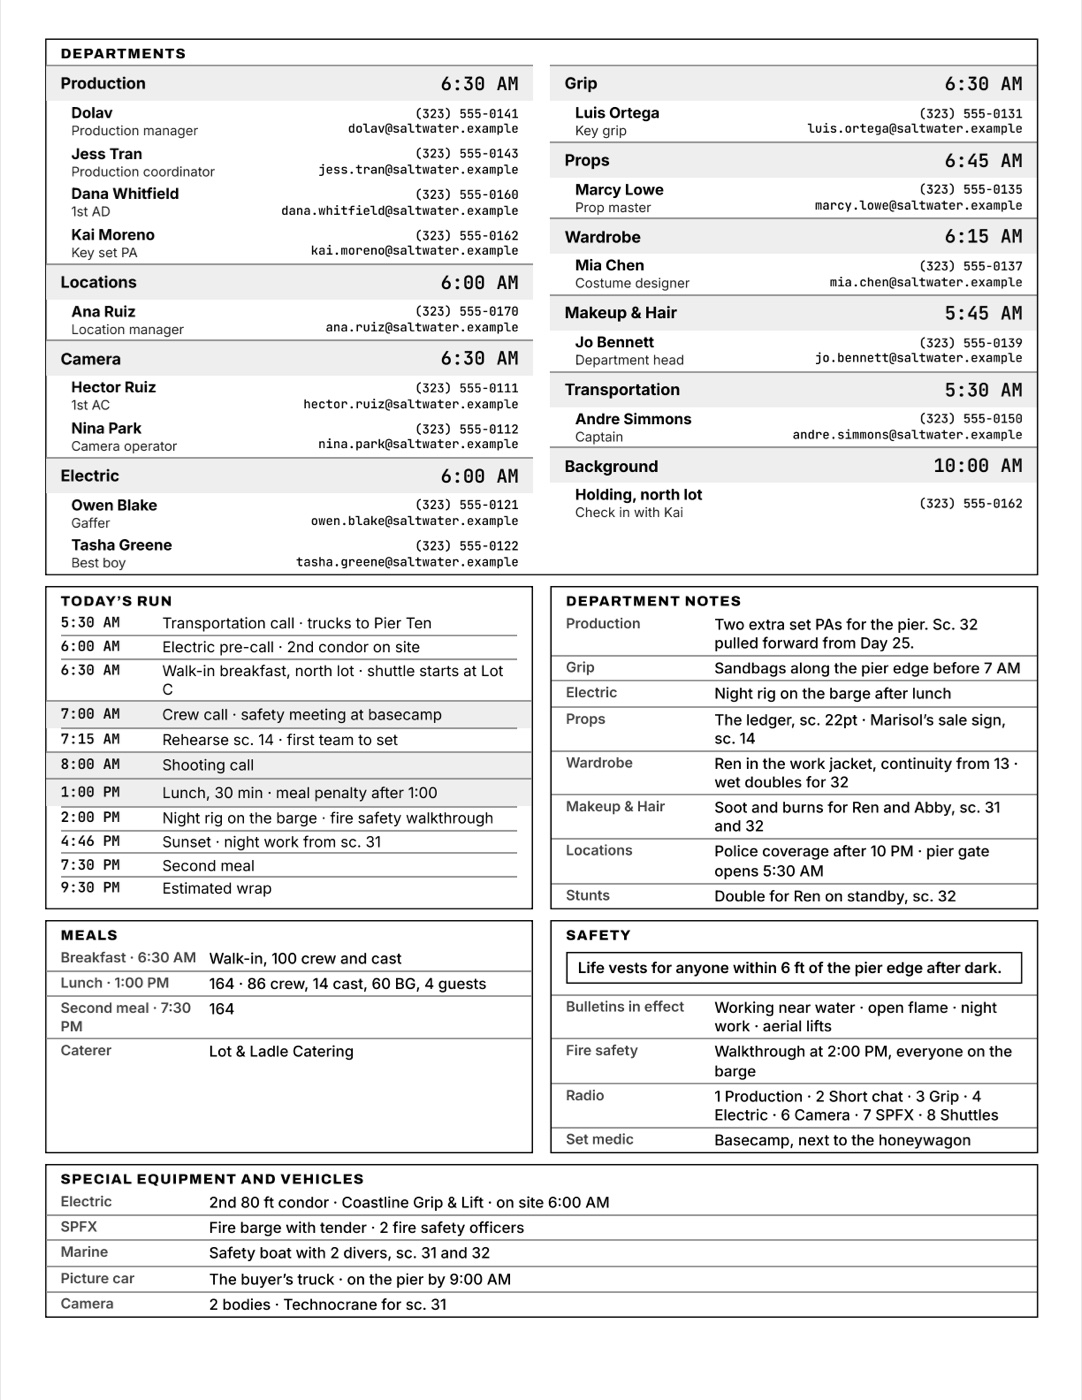 DEPARTMENTS
Production 6:30 AM
Dolav (323) 555-0141
Production manager dolav@saltwater.example
Jess Tran (323) 555-0143
Production coordinator jess.tran@saltwater.example
Dana Whitfield (323) 555-0160
1st AD dana.whitfield@saltwater.example
Kai Moreno (323) 555-0162
Key set PA kai.moreno@saltwater.example
Locations 6:00 AM
Ana Ruiz (323) 555-0170
Location manager ana.ruiz@saltwater.example
Camera 6:30 AM
Hector Ruiz (323) 555-0111
1st AC hector.ruiz@saltwater.example
Nina Park (323) 555-0112
Camera operator nina.park@saltwater.example
Electric 6:00 AM
Owen Blake (323) 555-0121
Gaffer owen.blake@saltwater.example
Tasha Greene (323) 555-0122
Best boy tasha.greene@saltwater.example
Grip 6:30 AM
Luis Ortega (323) 555-0131
Key grip luis.ortega@saltwater.example
Props 6:45 AM
Marcy Lowe (323) 555-0135
Prop master marcy.lowe@saltwater.example
Wardrobe 6:15 AM
Mia Chen (323) 555-0137
Costume designer mia.chen@saltwater.example
Makeup & Hair 5:45 AM
Jo Bennett (323) 555-0139
Department head jo.bennett@saltwater.example
Transportation 5:30 AM
Andre Simmons (323) 555-0150
Captain andre.simmons@saltwater.example
Background 10:00 AM
Holding, north lot (323) 555-0162
Check in with Kai
TODAY’S RUN
5:30 AM Transportation call · trucks to Pier Ten
6:00 AM Electric pre-call · 2nd condor on site
6:30 AM Walk-in breakfast, north lot · shuttle starts at Lot
C
7:00 AM Crew call · safety meeting at basecamp
7:15 AM Rehearse sc. 14 · first team to set
8:00 AM Shooting call
1:00 PM Lunch, 30 min · meal penalty after 1:00
2:00 PM Night rig on the barge · fire safety walkthrough
4:46 PM Sunset · night work from sc. 31
7:30 PM Second meal
9:30 PM Estimated wrap
DEPARTMENT NOTES
Production Two extra set PAs for the pier. Sc. 32
pulled forward from Day 25.
Grip Sandbags along the pier edge before 7 AM
Electric Night rig on the barge after lunch
Props The ledger, sc. 22pt · Marisol’s sale sign,
sc. 14
Wardrobe Ren in the work jacket, continuity from 13 ·
wet doubles for 32
Makeup & Hair Soot and burns for Ren and Abby, sc. 31
and 32
Locations Police coverage after 10 PM · pier gate
opens 5:30 AM
Stunts Double for Ren on standby, sc. 32
MEALS
Breakfast · 6:30 AM Walk-in, 100 crew and cast
Lunch · 1:00 PM 164 · 86 crew, 14 cast, 60 BG, 4 guests
Second meal · 7:30 164
PM
Caterer Lot & Ladle Catering
SAFETY
Life vests for anyone within 6 ft of the pier edge after dark.
Bulletins in effect Working near water · open flame · night
work · aerial lifts
Fire safety Walkthrough at 2:00 PM, everyone on the
barge
Radio 1 Production · 2 Short chat · 3 Grip · 4
Electric · 6 Camera · 7 SPFX · 8 Shuttles
Set medic Basecamp, next to the honeywagon
SPECIAL EQUIPMENT AND VEHICLES
Electric 2nd 80 ft condor · Coastline Grip & Lift · on site 6:00 AM
SPFX Fire barge with tender · 2 fire safety officers
Marine Safety boat with 2 divers, sc. 31 and 32
Picture car The buyer’s truck · on the pier by 9:00 AM
Camera 2 bodies · Technocrane for sc. 31